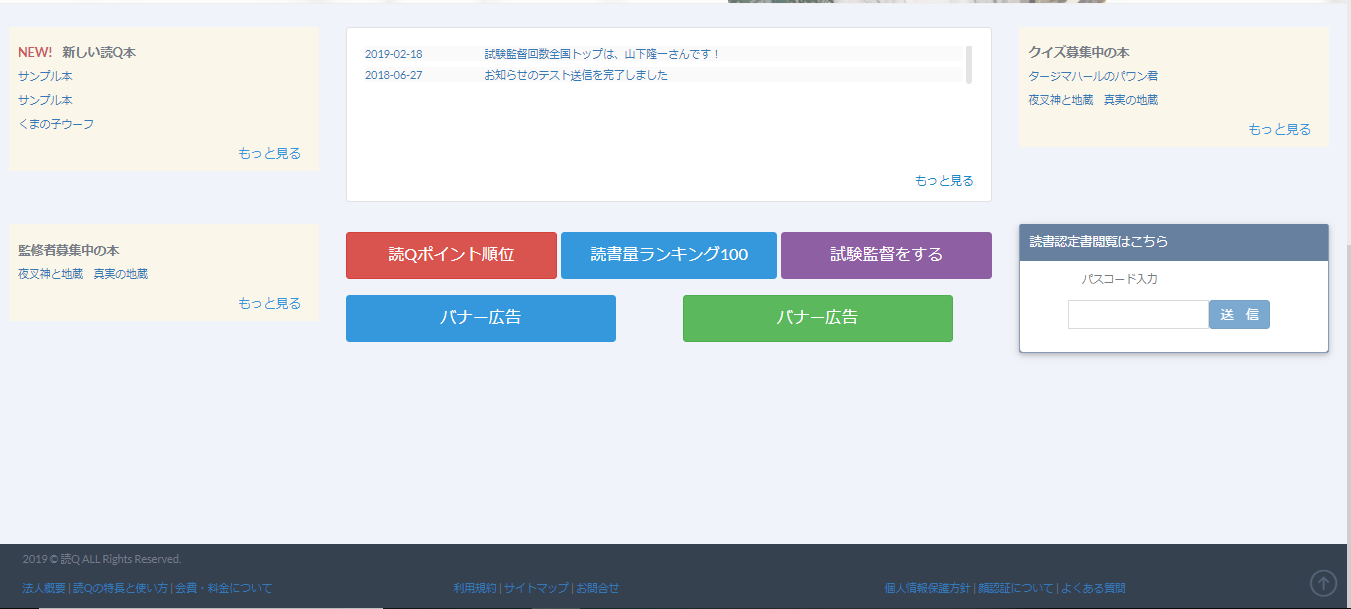 NEW! 新しい読Q本
サンプル本
サンプル本
くまの子ウーフ
もっと見る
2019-02-18 試験監督回数全国トップは、山下隆一さんです！
2018-06-27 お知らせのテスト送信を完了しました
もっと見る
クイズ募集中の本
タージマハールのパワン君
夜叉神と地蔵 真実の地蔵
もっと見る
監修者募集中の本
夜叉神と地蔵 真実の地蔵
もっと見る
読Qポイント順位 読書量ランキング100 試験監督をする
バナー広告 バナー広告
読書認定書閲覧はこちら
パスコード入力
送 信
2019 © 読Q ALL Rights Reserved.
法人概要 | 読Qの特長と使い方 | 会費・料金について 利用規約 | サイトマップ | お問合せ 個人情報保護方針 | 顔認証について | よくある質問